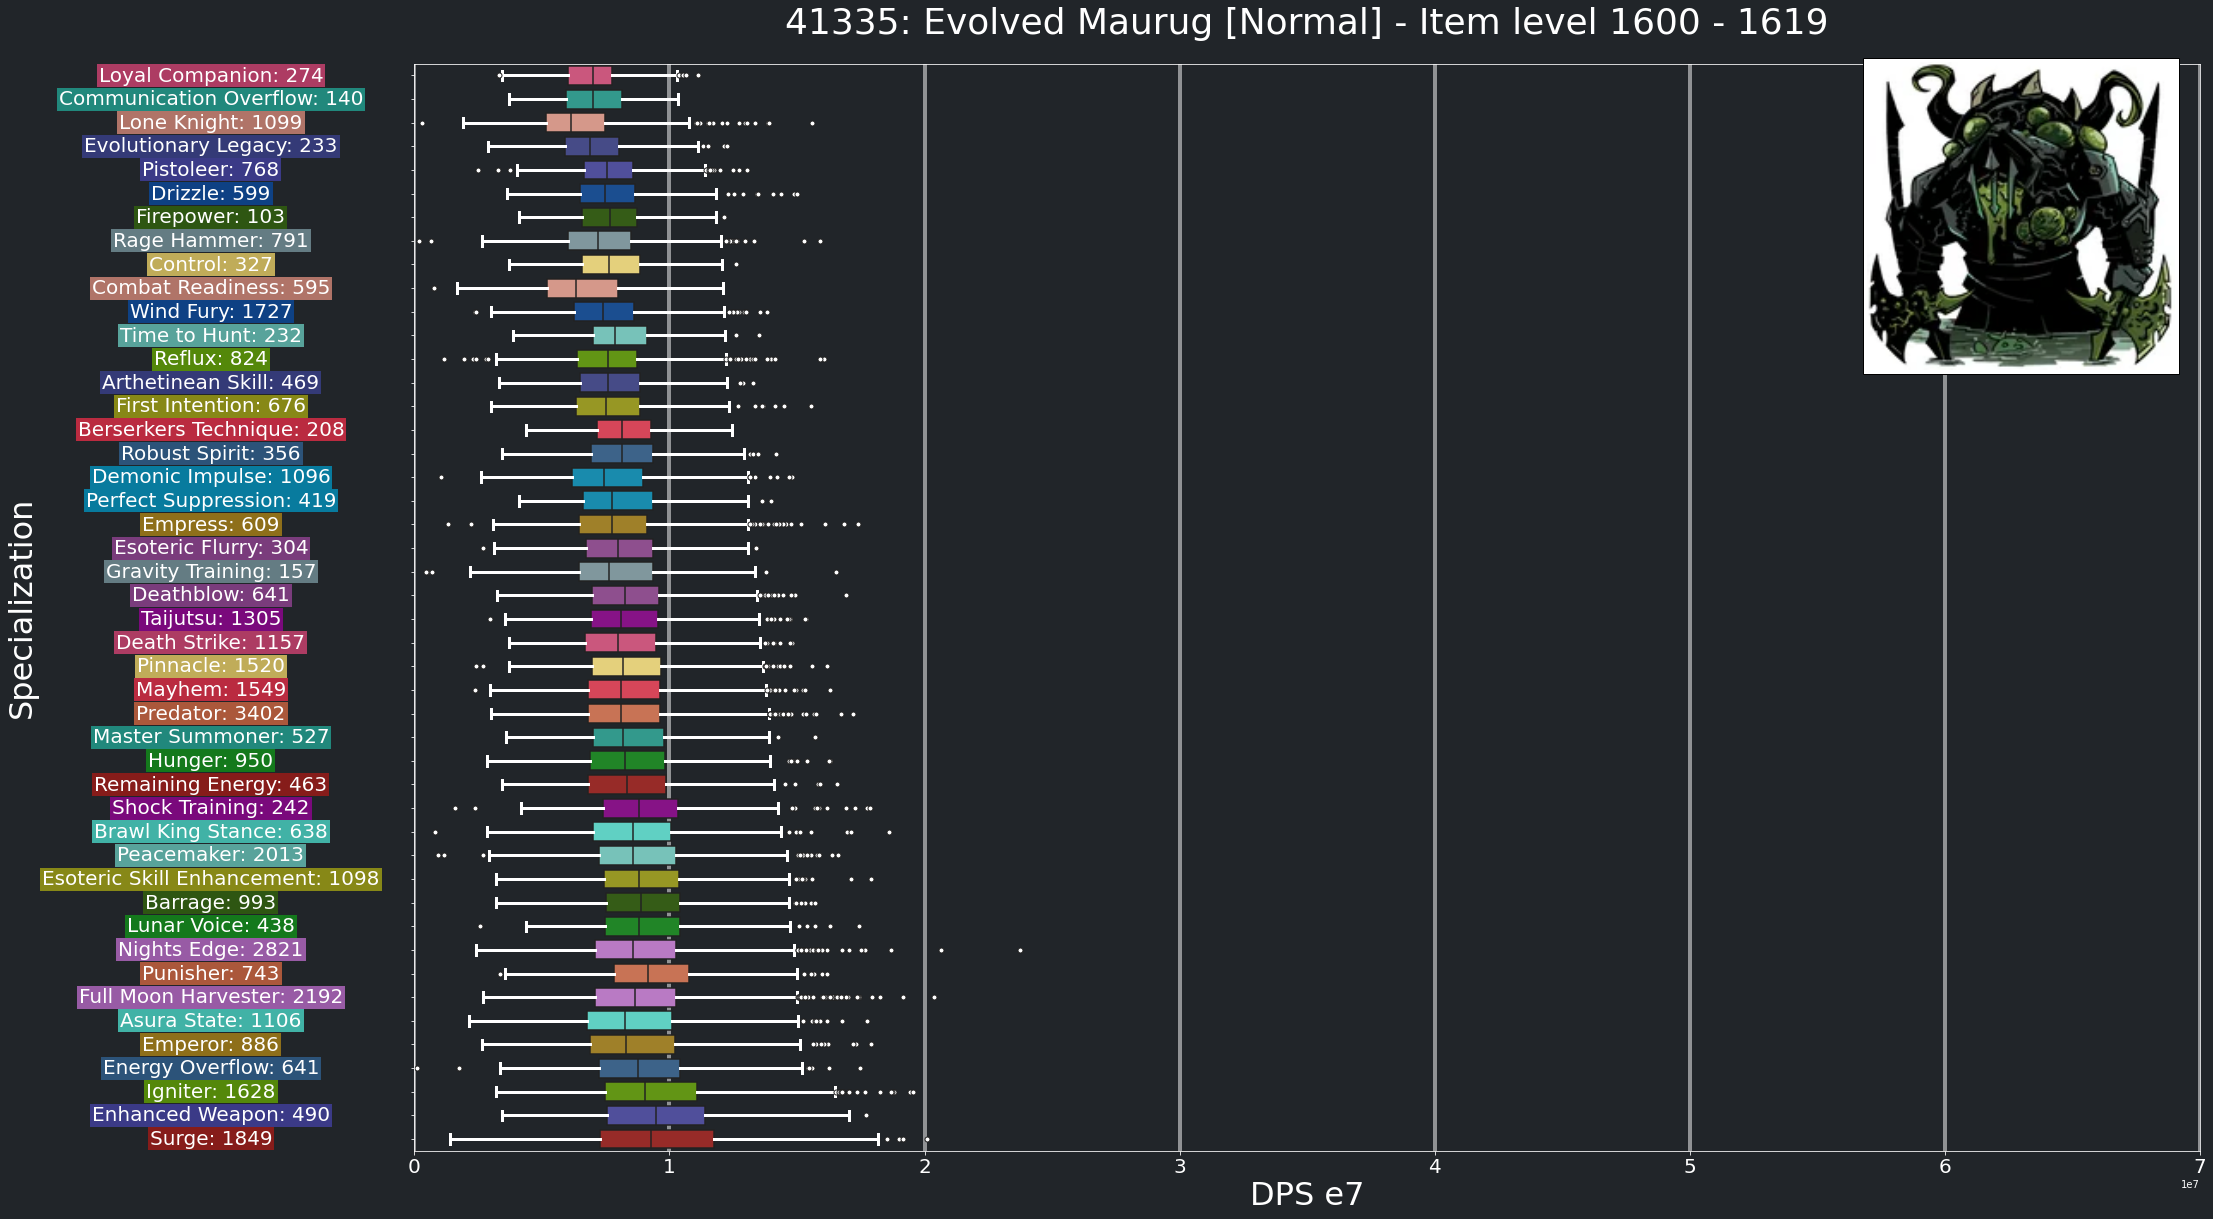 41335: Evolved Maurug [Normal] - Item level 1600 - 1619
Specialization
Loyal Companion: 274
Communication Overflow: 140
Lone Knight: 1099
Evolutionary Legacy: 233
Pistoleer: 768
Drizzle: 599
Firepower: 103
Rage Hammer: 791
Control: 327
Combat Readiness: 595
Wind Fury: 1727
Time to Hunt: 232
Reflux: 824
Arthetinean Skill: 469
First Intention: 676
Berserkers Technique: 208
Robust Spirit: 356
Demonic Impulse: 1096
Perfect Suppression: 419
Empress: 609
Esoteric Flurry: 304
Gravity Training: 157
Deathblow: 641
Taijutsu: 1305
Death Strike: 1157
Pinnacle: 1520
Mayhem: 1549
Predator: 3402
Master Summoner: 527
Hunger: 950
Remaining Energy: 463
Shock Training: 242
Brawl King Stance: 638
Peacemaker: 2013
Esoteric Skill Enhancement: 1098
Barrage: 993
Lunar Voice: 438
Nights Edge: 2821
Punisher: 743
Full Moon Harvester: 2192
Asura State: 1106
Emperor: 886
Energy Overflow: 641
Igniter: 1628
Enhanced Weapon: 490
Surge: 1849
0 1 2 3 4 5 6 7
1e7
DPS e7